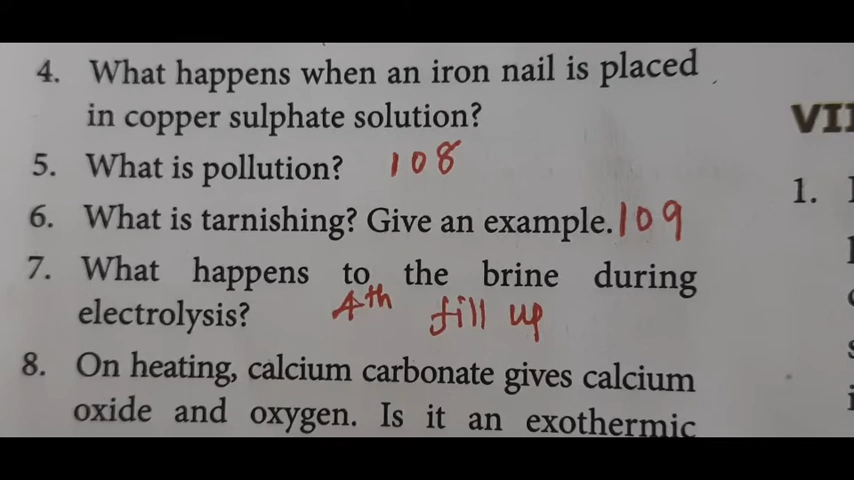 4. What happens when an iron nail is placed
in copper sulphate solution?
VII
5. What is pollution? 108
1.
6. What is tarnishing? Give an example. 109
7. What happens to the brine during
electrolysis? 4th fill up
8. On heating, calcium carbonate gives calcium
oxide and oxygen. Is it an exothermic